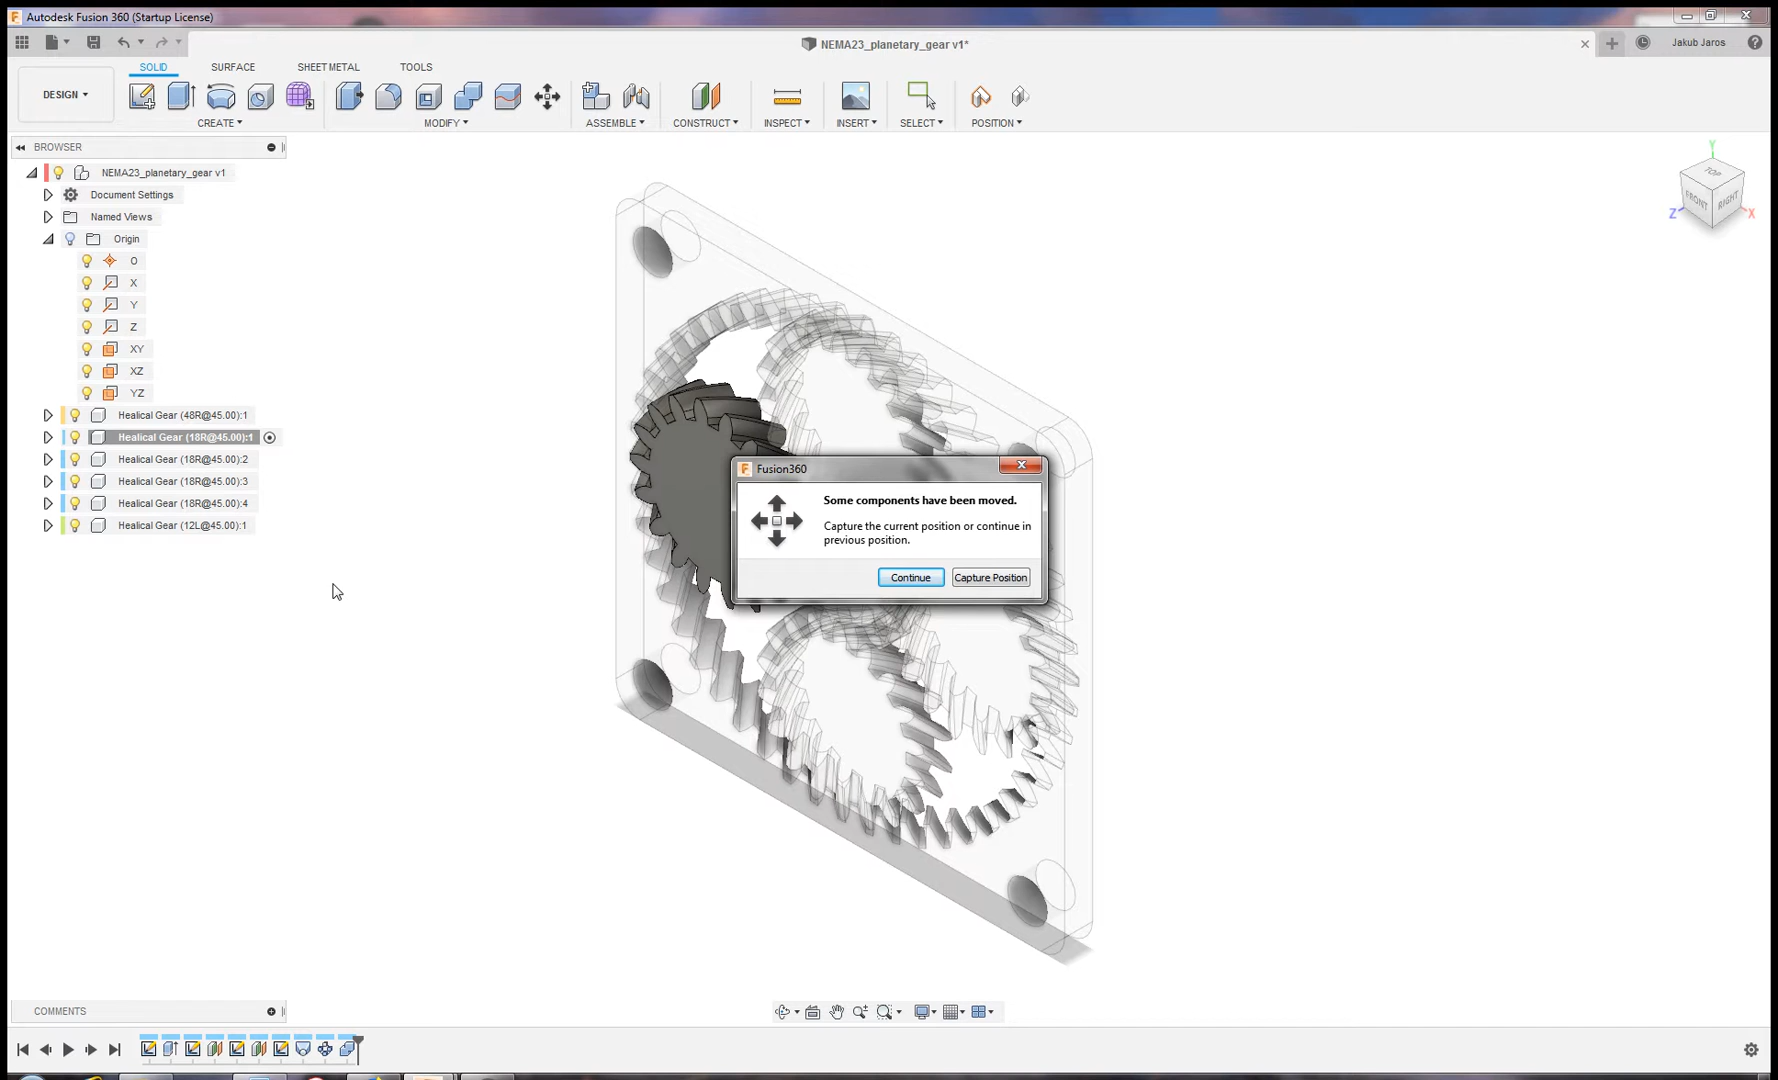 Autodesk Fusion 360 (Startup License)
NEMA23_planetary_gear v1*
Jakub Jaros
SOLID
SURFACE
SHEET METAL
TOOLS
DESIGN
CREATE
MODIFY
ASSEMBLE
CONSTRUCT
INSPECT
INSERT
SELECT
POSITION
BROWSER
NEMA23_planetary_gear v1
Document Settings
Named Views
Origin
O
X
Y
Z
XY
XZ
YZ
Healical Gear (48R@45.00):1
Healical Gear (18R@45.00):1
Healical Gear (18R@45.00):2
Healical Gear (18R@45.00):3
Healical Gear (18R@45.00):4
Healical Gear (12L@45.00):1
Y
TOP
FRONT
RIGHT
Z
X
Fusion360
Some components have been moved.
Capture the current position or continue in
previous position.
Continue
Capture Position
COMMENTS